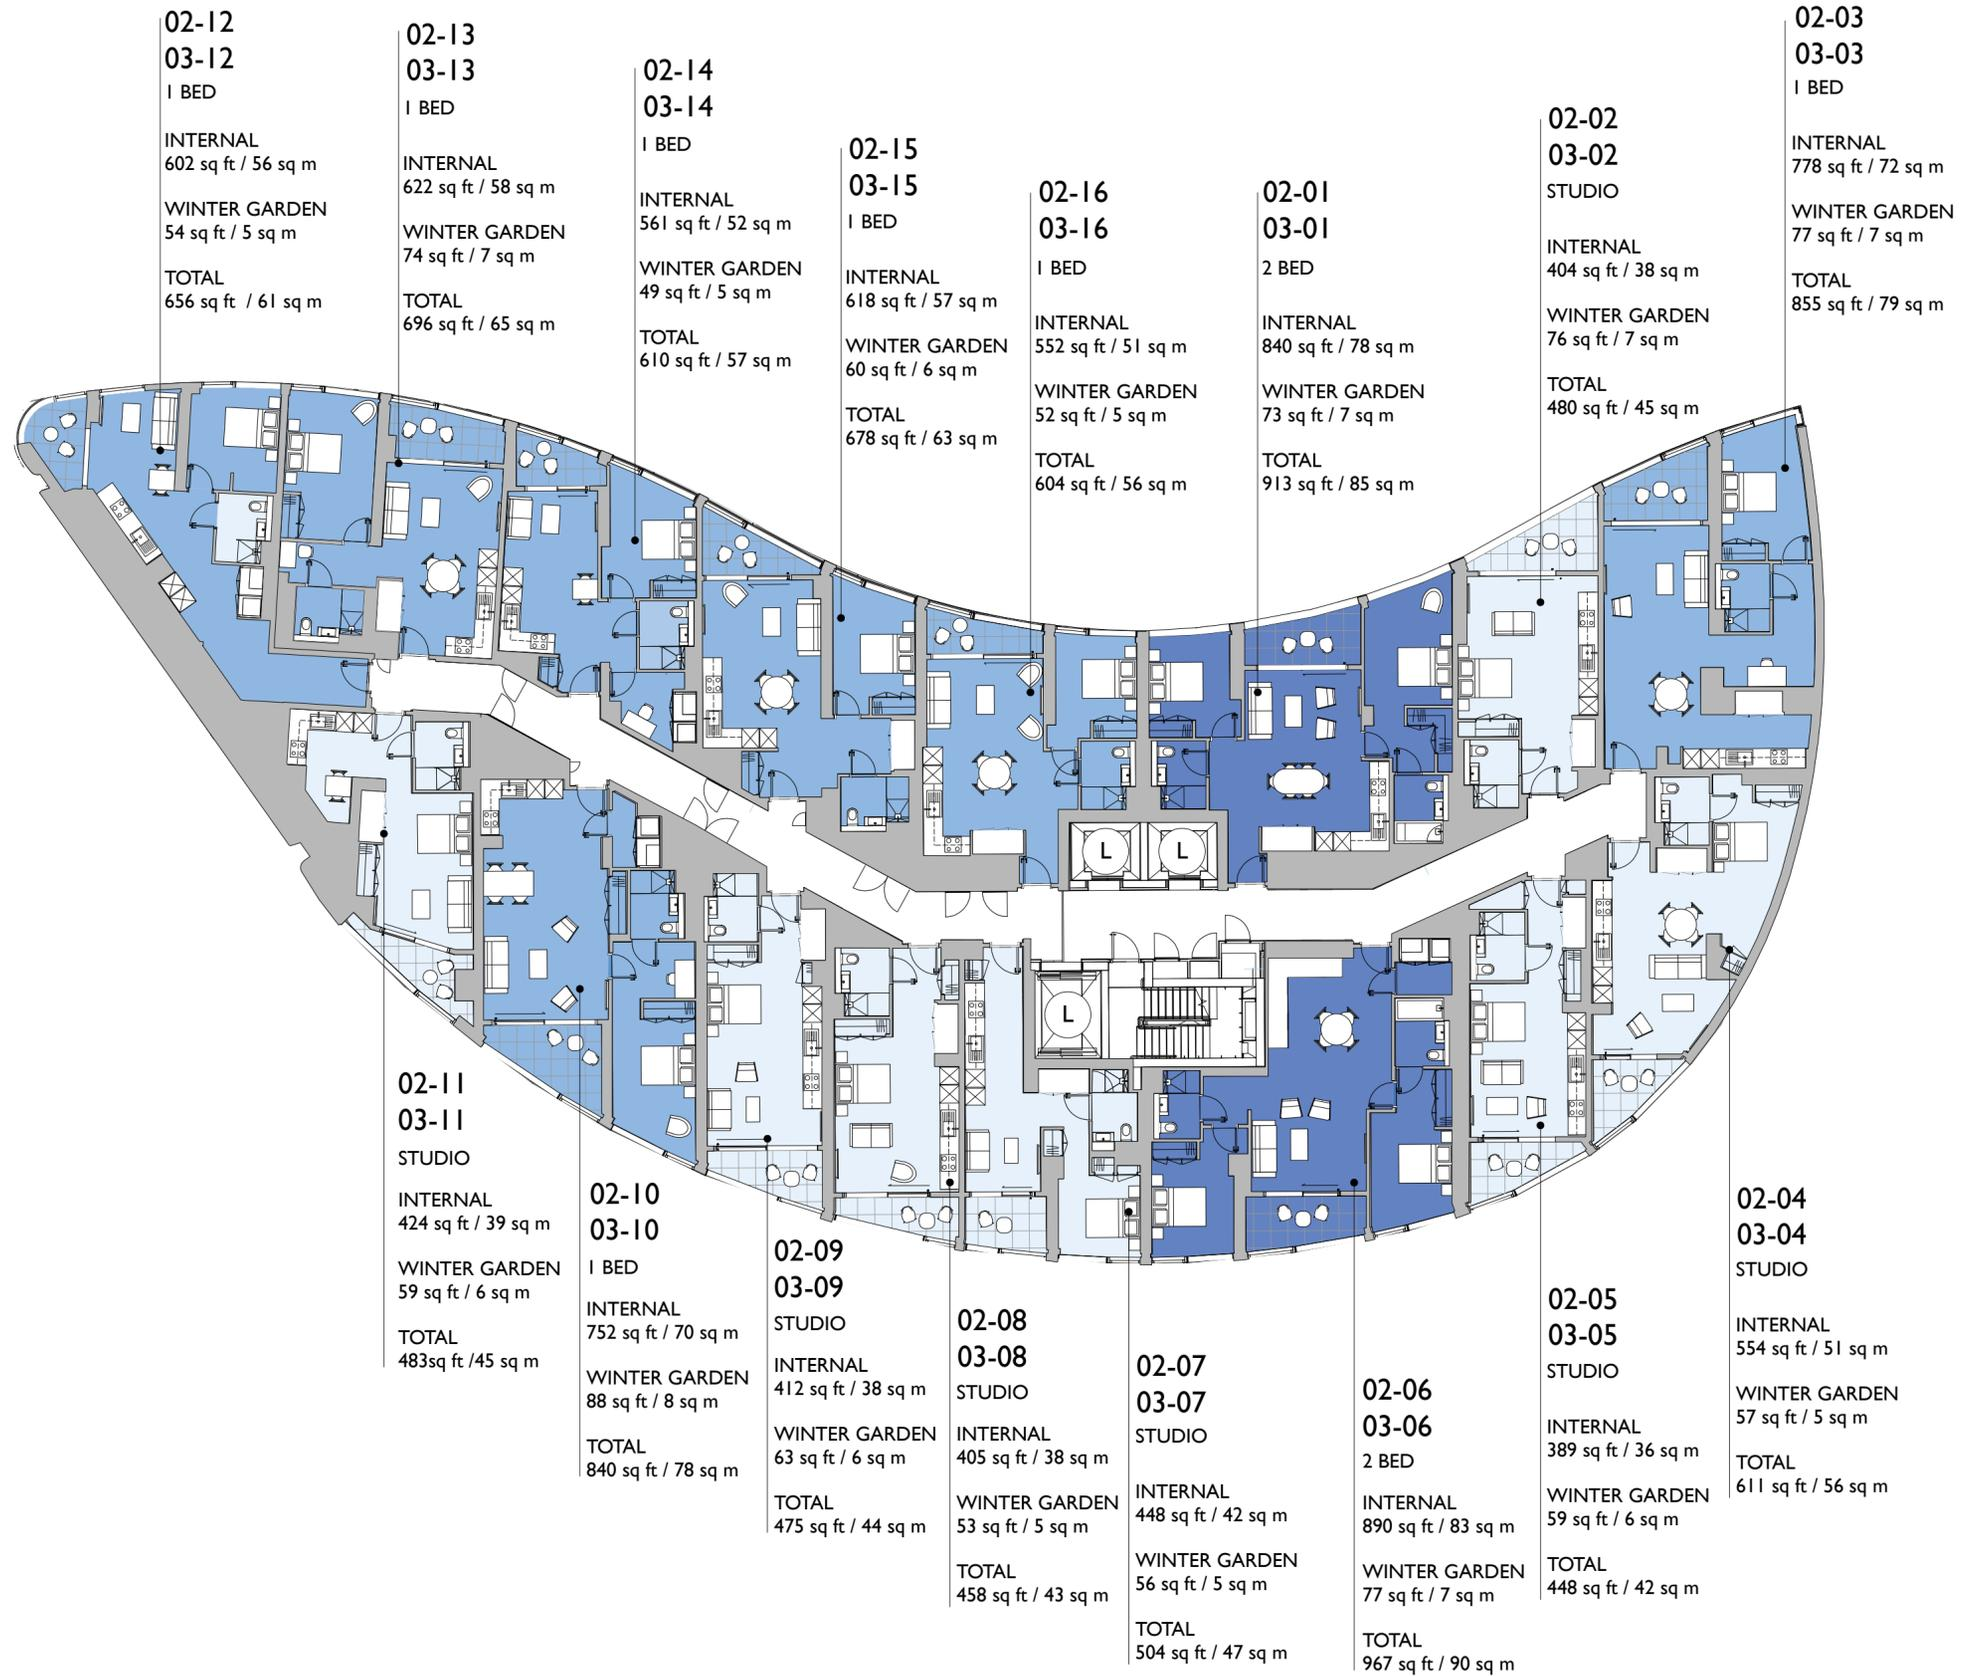 02-12
03-12
1 BED
INTERNAL
602 sq ft / 56 sq m
WINTER GARDEN
54 sq ft / 5 sq m
TOTAL
656 sq ft / 61 sq m
02-13
03-13
1 BED
INTERNAL
622 sq ft / 58 sq m
WINTER GARDEN
74 sq ft / 7 sq m
TOTAL
696 sq ft / 65 sq m
02-14
03-14
1 BED
INTERNAL
561 sq ft / 52 sq m
WINTER GARDEN
49 sq ft / 5 sq m
TOTAL
610 sq ft / 57 sq m
02-15
03-15
1 BED
INTERNAL
618 sq ft / 57 sq m
WINTER GARDEN
60 sq ft / 6 sq m
TOTAL
678 sq ft / 63 sq m
02-16
03-16
1 BED
INTERNAL
552 sq ft / 51 sq m
WINTER GARDEN
52 sq ft / 5 sq m
TOTAL
604 sq ft / 56 sq m
02-01
03-01
2 BED
INTERNAL
840 sq ft / 78 sq m
WINTER GARDEN
73 sq ft / 7 sq m
TOTAL
913 sq ft / 85 sq m
02-02
03-02
STUDIO
INTERNAL
404 sq ft / 38 sq m
WINTER GARDEN
76 sq ft / 7 sq m
TOTAL
480 sq ft / 45 sq m
02-03
03-03
1 BED
INTERNAL
778 sq ft / 72 sq m
WINTER GARDEN
77 sq ft / 7 sq m
TOTAL
855 sq ft / 79 sq m
L
L
L
02-11
03-11
STUDIO
INTERNAL
424 sq ft / 39 sq m
WINTER GARDEN
59 sq ft / 6 sq m
TOTAL
483sq ft /45 sq m
02-10
03-10
1 BED
INTERNAL
752 sq ft / 70 sq m
WINTER GARDEN
88 sq ft / 8 sq m
TOTAL
840 sq ft / 78 sq m
02-09
03-09
STUDIO
INTERNAL
412 sq ft / 38 sq m
WINTER GARDEN
63 sq ft / 6 sq m
TOTAL
475 sq ft / 44 sq m
02-08
03-08
STUDIO
INTERNAL
405 sq ft / 38 sq m
WINTER GARDEN
53 sq ft / 5 sq m
TOTAL
458 sq ft / 43 sq m
02-07
03-07
STUDIO
INTERNAL
448 sq ft / 42 sq m
WINTER GARDEN
56 sq ft / 5 sq m
TOTAL
504 sq ft / 47 sq m
02-06
03-06
2 BED
INTERNAL
890 sq ft / 83 sq m
WINTER GARDEN
77 sq ft / 7 sq m
TOTAL
967 sq ft / 90 sq m
02-05
03-05
STUDIO
INTERNAL
389 sq ft / 36 sq m
WINTER GARDEN
59 sq ft / 6 sq m
TOTAL
448 sq ft / 42 sq m
02-04
03-04
STUDIO
INTERNAL
554 sq ft / 51 sq m
WINTER GARDEN
57 sq ft / 5 sq m
TOTAL
611 sq ft / 56 sq m